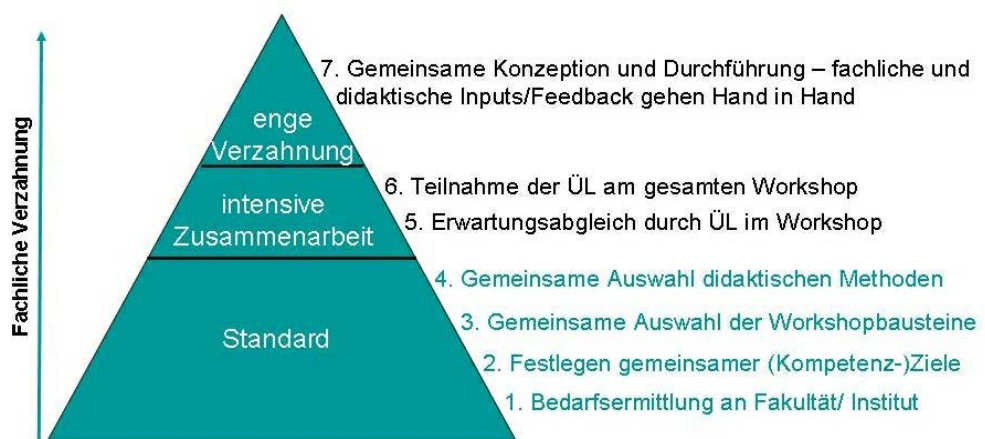 7. Gemeinsame Konzeption und Durchführung – fachliche und
didaktische Inputs/Feedback gehen Hand in Hand
enge
Verzahnung
6. Teilnahme der ÜL am gesamten Workshop
intensive
Zusammenarbeit
5. Erwartungsabgleich durch ÜL im Workshop
4. Gemeinsame Auswahl didaktischen Methoden
3. Gemeinsame Auswahl der Workshopbausteine
Standard
2. Festlegen gemeinsamer (Kompetenz-)Ziele
1. Bedarfsermittlung an Fakultät/ Institut
Fachliche Verzahnung